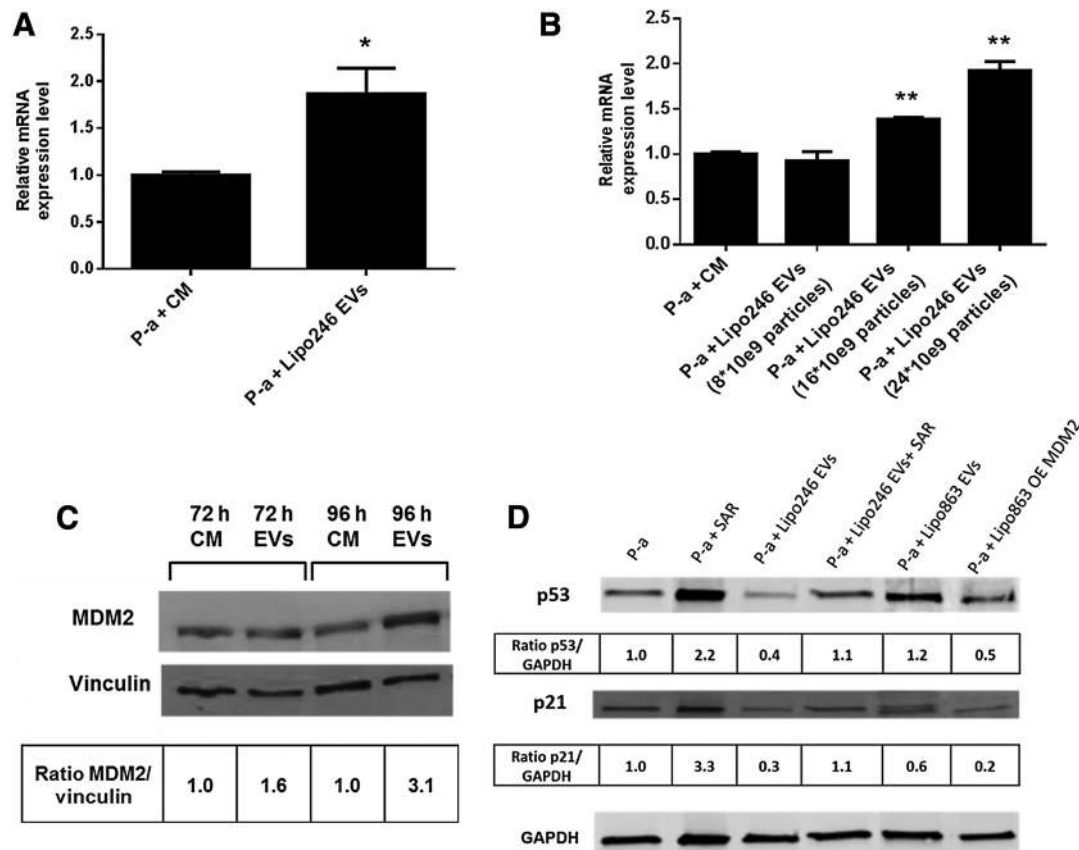 A
Relative mRNA
expression level
2.5
2.0
1.5
1.0
0.5
0.0
*
P-a + CM
P-a + Lipo246 EVs
B
Relative mRNA
expression level
2.5
2.0
1.5
1.0
0.5
0.0
**
**
P-a + CM
P-a + Lipo246 EVs
(8*10e9 particles)
P-a + Lipo246 EVs
(16*10e9 particles)
P-a + Lipo246 EVs
(24*10e9 particles)
C
72 h 72 h 96 h 96 h
CM EVs CM EVs
MDM2
Vinculin
Ratio MDM2/
vinculin
1.0 1.6 1.0 3.1
D
P-a
P-a + SAR
P-a + Lipo246 EVs
P-a + Lipo246 EVs+ SAR
P-a + Lipo863 EVs
P-a + Lipo863 OE MDM2
p53
Ratio p53/
GAPDH
1.0 2.2 0.4 1.1 1.2 0.5
p21
Ratio p21/
GAPDH
1.0 3.3 0.3 1.1 0.6 0.2
GAPDH